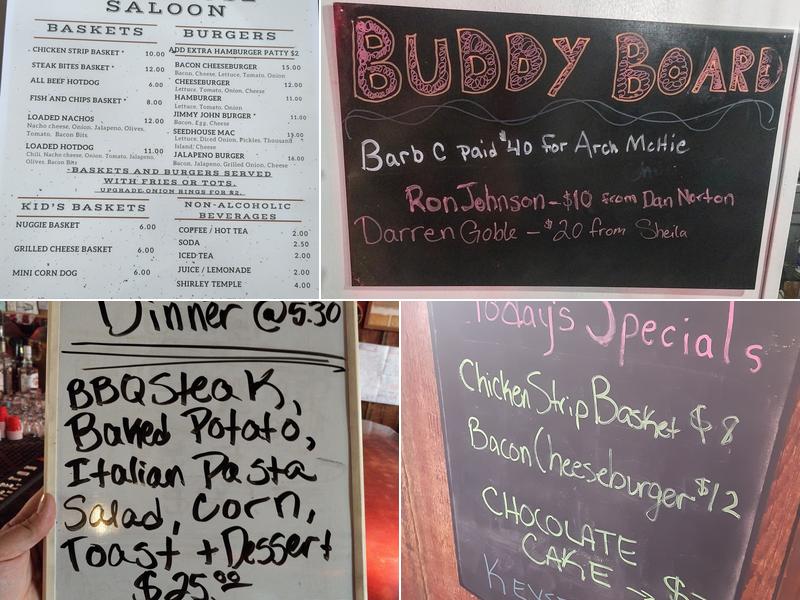 SALOON
BASKETS
CHICKEN STRIP BASKET * 10.00
STEAK BITES BASKET * 12.00
ALL BEEF HOTDOG 6.00
FISH AND CHIPS BASKET * 8.00
LOADED NACHOS 12.00
Nacho cheese, Onion, Jalapeno, Olives,
Tomato, Bacon Bits
LOADED HOTDOG 11.00
Chili, Nacho cheese, Onion, Tomato, Jalapeno,
Olives, Bacon Bits
BURGERS
ADD EXTRA HAMBURGER PATTY $2
BACON CHEESEBURGER 15.00
Bacon, Cheese, Lettuce, Tomato, Onion
CHEESEBURGER 12.00
Lettuce, Tomato, Onion, Cheese
HAMBURGER 11.00
Lettuce, Tomato, Onion
JIMMY JOHN BURGER * 11.00
Bacon, Egg, Cheese
SEEDHOUSE MAC
Lettuce, Diced Onion, Pickles, Thousand
Island, Cheese
JALAPENO BURGER 16.00
Bacon, Jalapeno, Grilled Onion, Cheese
*BASKETS AND BURGERS SERVED
WITH FRIES OR TOTS.
UPGRADE ONION RINGS FOR $2.
KID'S BASKETS
NUGGIE BASKET 6.00
GRILLED CHEESE BASKET 6.00
MINI CORN DOG 6.00
NON-ALCOHOLIC
BEVERAGES
COFFEE / HOT TEA 2.00
SODA 2.50
ICED TEA 2.00
JUICE / LEMONADE 2.00
SHIRLEY TEMPLE 4.00
BUDDY BOARD
Barb C paid $40 for Arch McHie
Ron Johnson - $10 from Dan Norton
Darren Goble - $20 from Sheila
Dinner @5:30
BBQ Steak,
Baked Potato,
Italian Pasta
Salad, Corn,
Toast + Dessert
$25.00
Today's Specials
Chicken Strip Basket $8
Bacon Cheeseburger $12
CHOCOLATE
CAKE → $